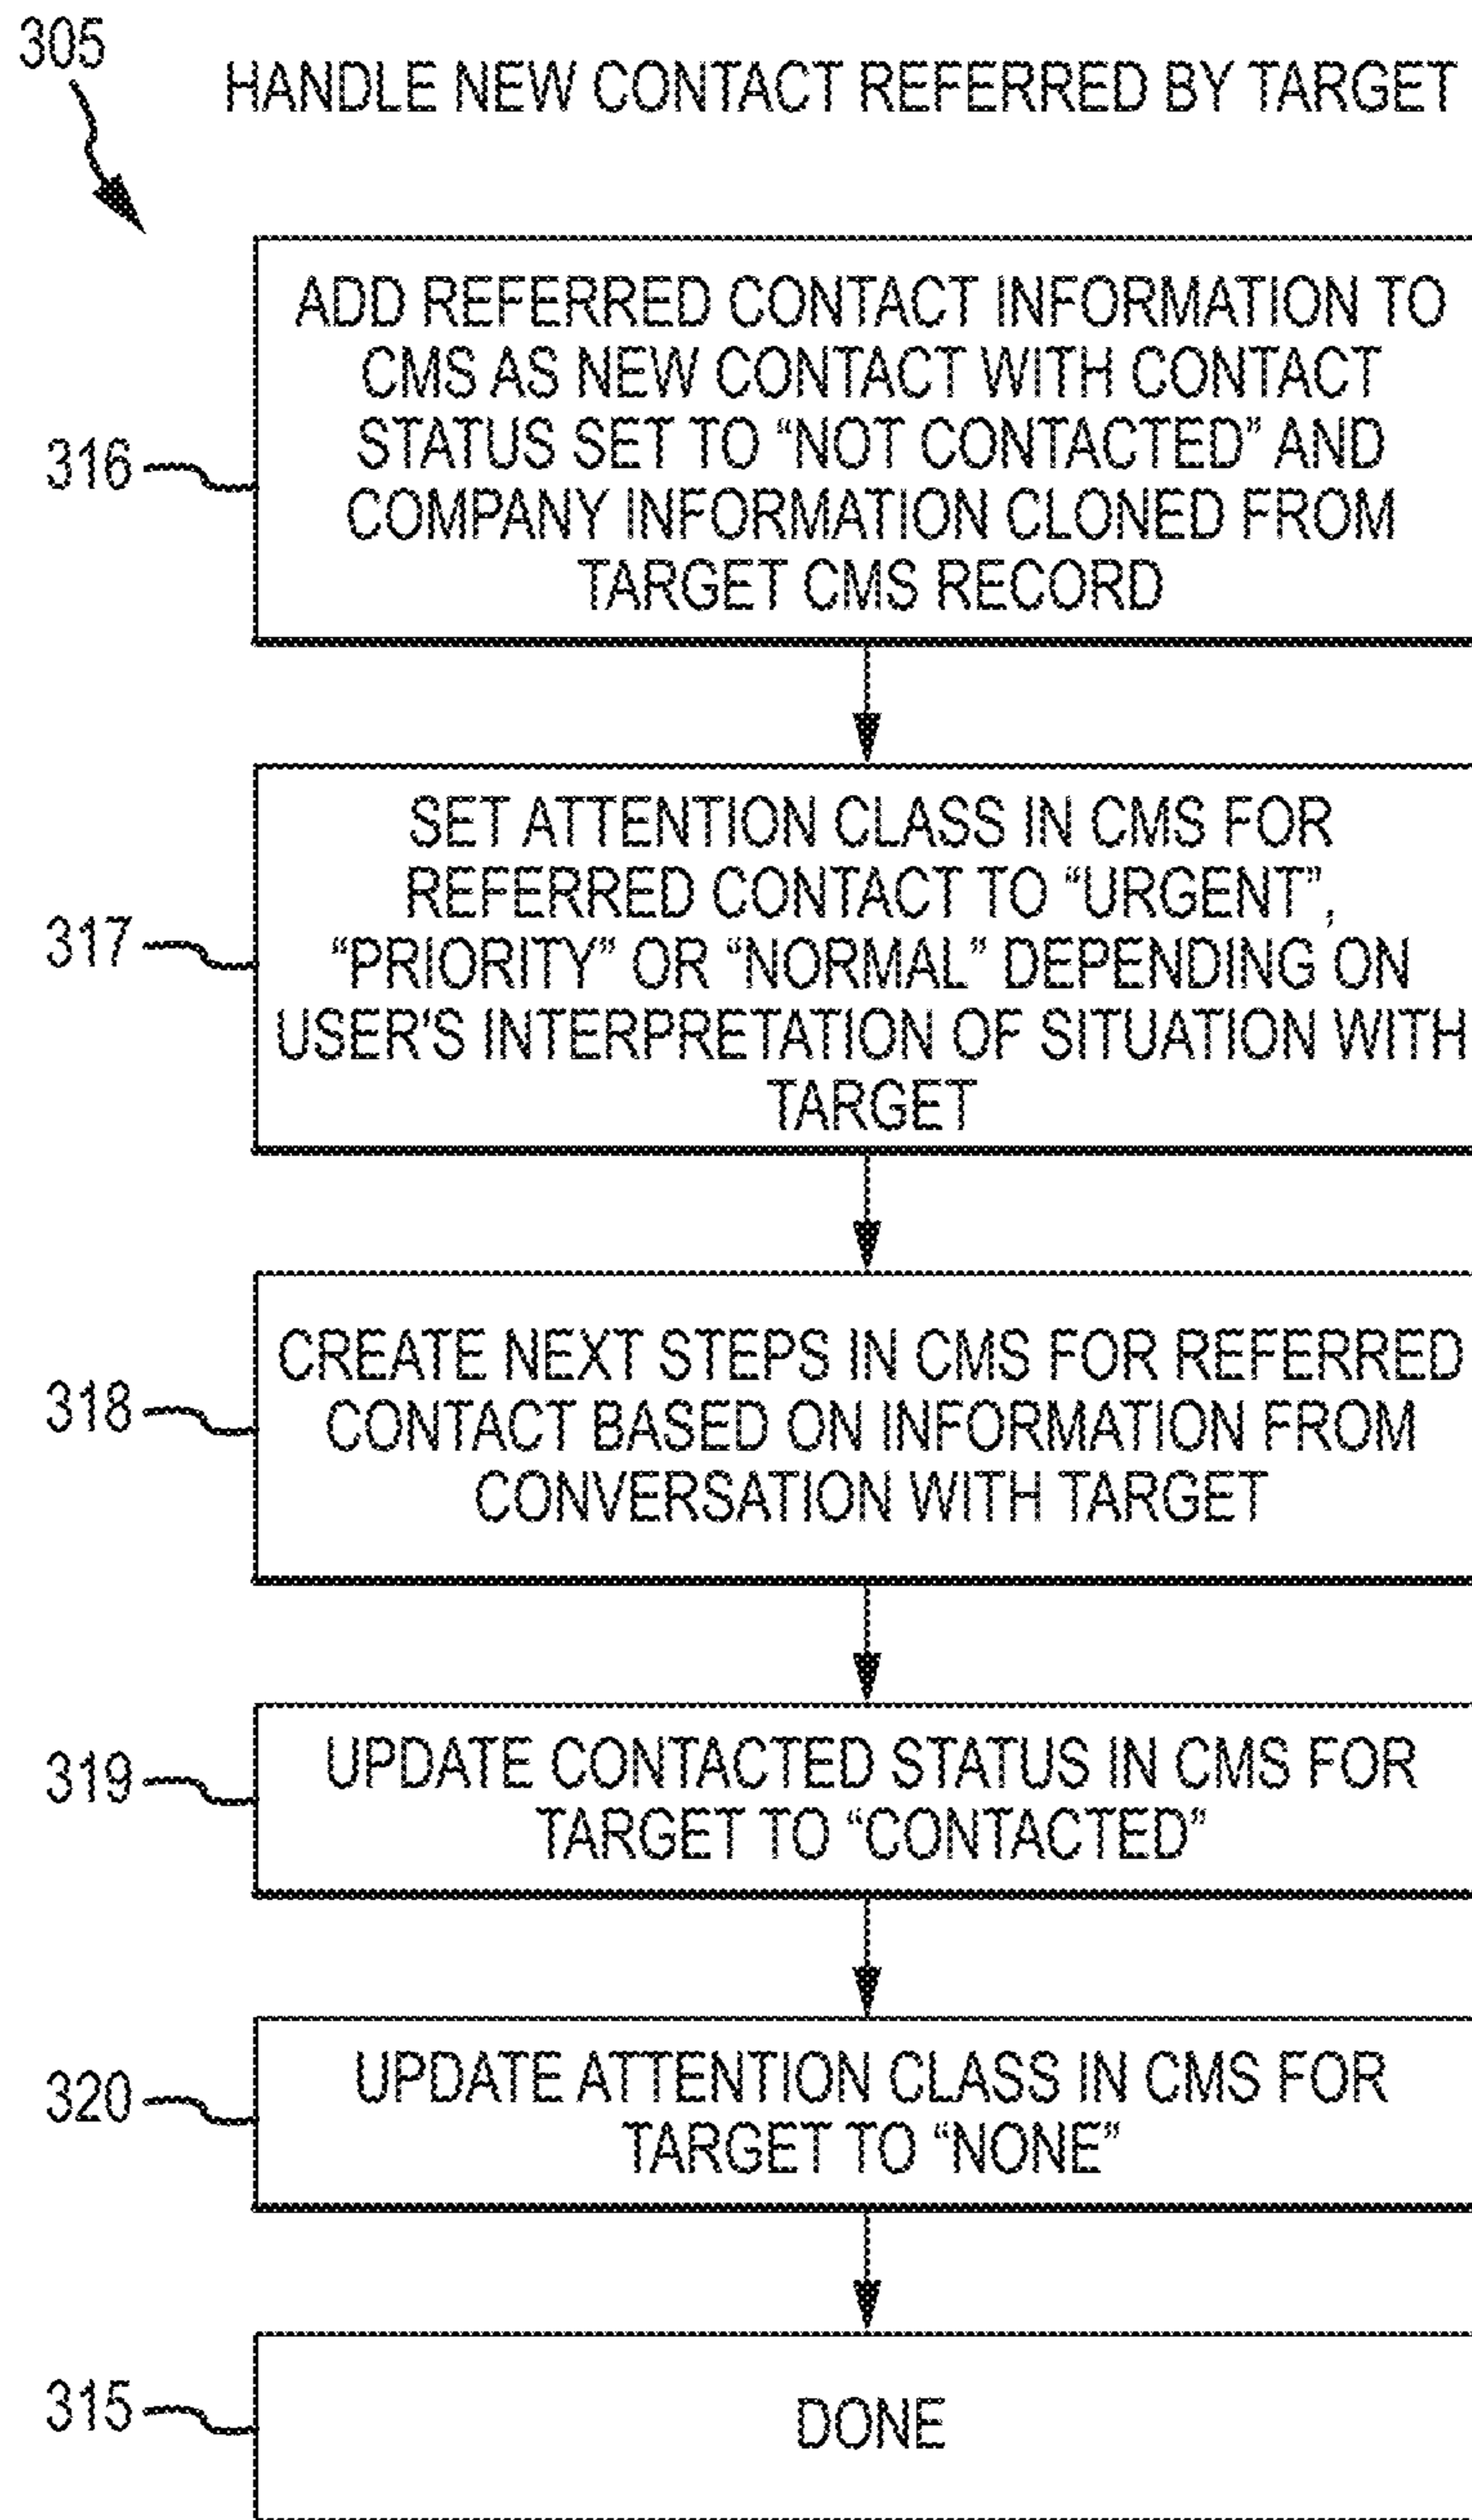 305
HANDLE NEW CONTACT REFERRED BY TARGET
ADD REFERRED CONTACT INFORMATION TO
CMS AS NEW CONTACT WITH CONTACT
STATUS SET TO “NOT CONTACTED” AND
COMPANY INFORMATION CLONED FROM
TARGET CMS RECORD
316
SET ATTENTION CLASS IN CMS FOR
REFERRED CONTACT TO “URGENT”,
“PRIORITY” OR “NORMAL” DEPENDING ON
USER'S INTERPRETATION OF SITUATION WITH
TARGET
317
CREATE NEXT STEPS IN CMS FOR REFERRED
CONTACT BASED ON INFORMATION FROM
CONVERSATION WITH TARGET
318
UPDATE CONTACTED STATUS IN CMS FOR
TARGET TO “CONTACTED”
319
UPDATE ATTENTION CLASS IN CMS FOR
TARGET TO “NONE”
320
DONE
315